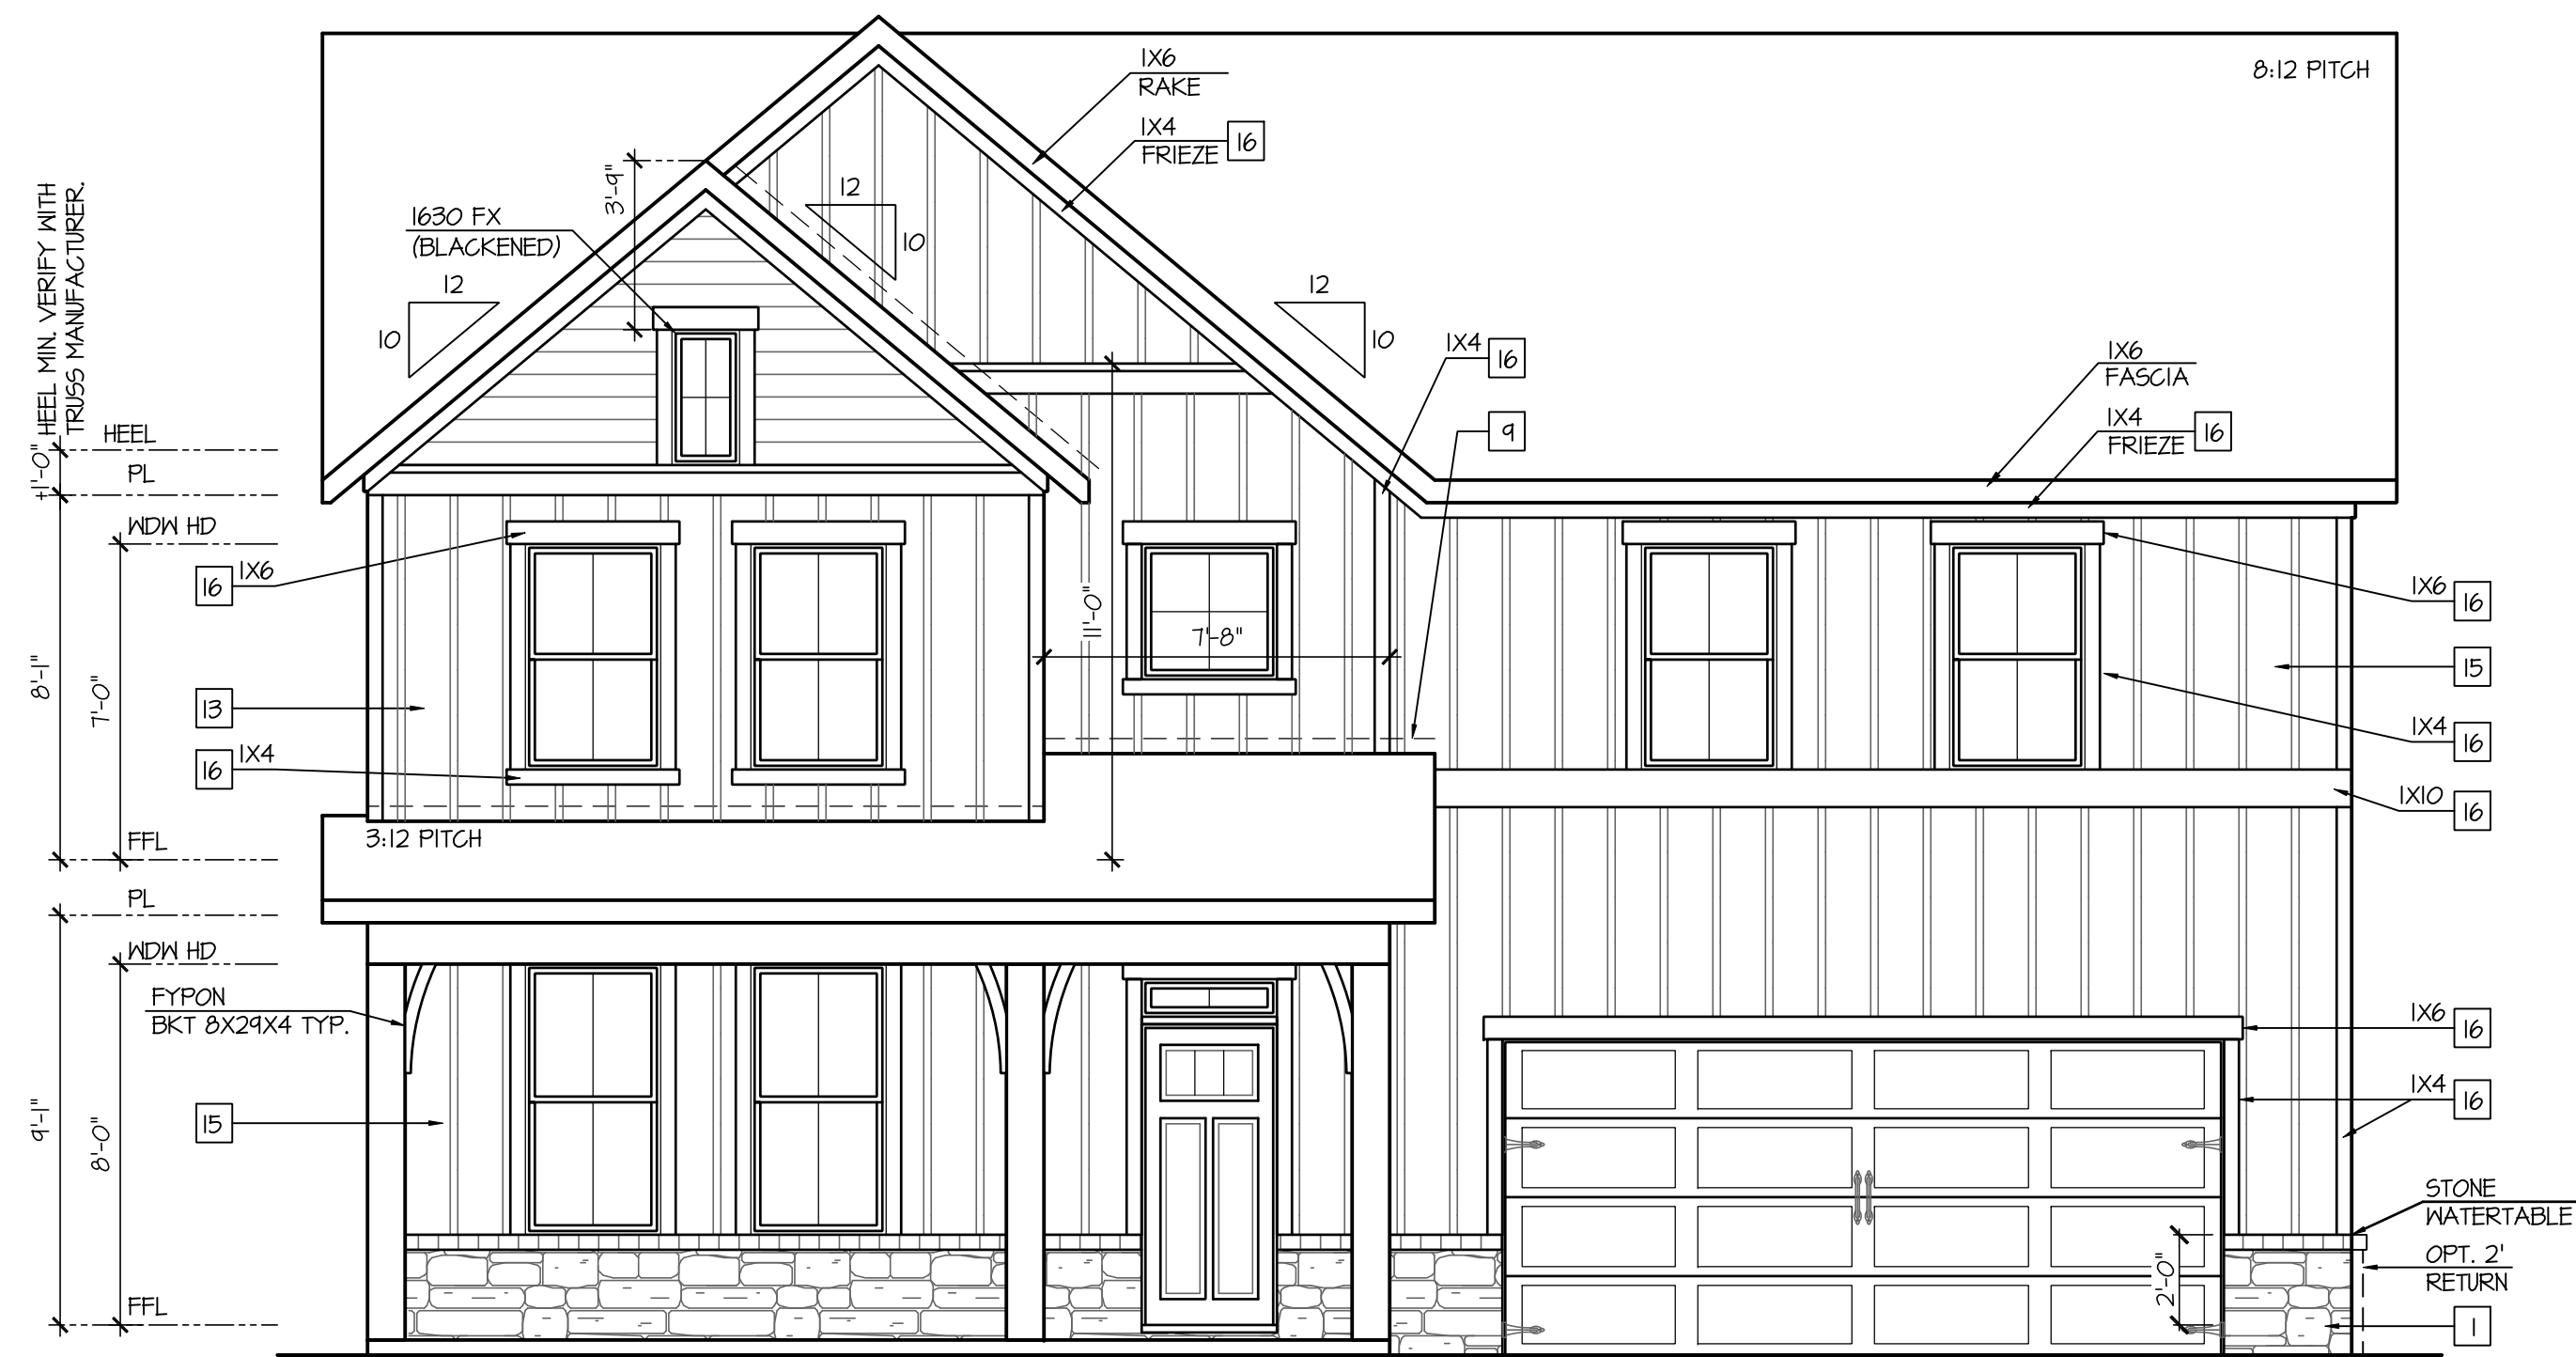 8:12 PITCH
1X6
RAKE
1X4
FRIEZE
16
12
10
3'-9"
1630 FX
(BLACKENED)
12
10
12
10
+1'-0" HEEL MIN. VERIFY WITH
TRUSS MANUFACTURER.
1X4
16
9
1X6
FASCIA
1X4
FRIEZE
16
HEEL
PL
WDW HD
16
1X6
8'-1"
7'-0"
13
16
1X4
11'-0"
7'-8"
1X6
16
15
1X4
16
1X10
16
FFL
3:12 PITCH
PL
WDW HD
FYPON
BKT 8X29X4 TYP.
9'-1"
8'-0"
15
1X6
16
1X4
16
STONE
WATERTABLE
OPT. 2'
RETURN
2'-0"
1
FFL